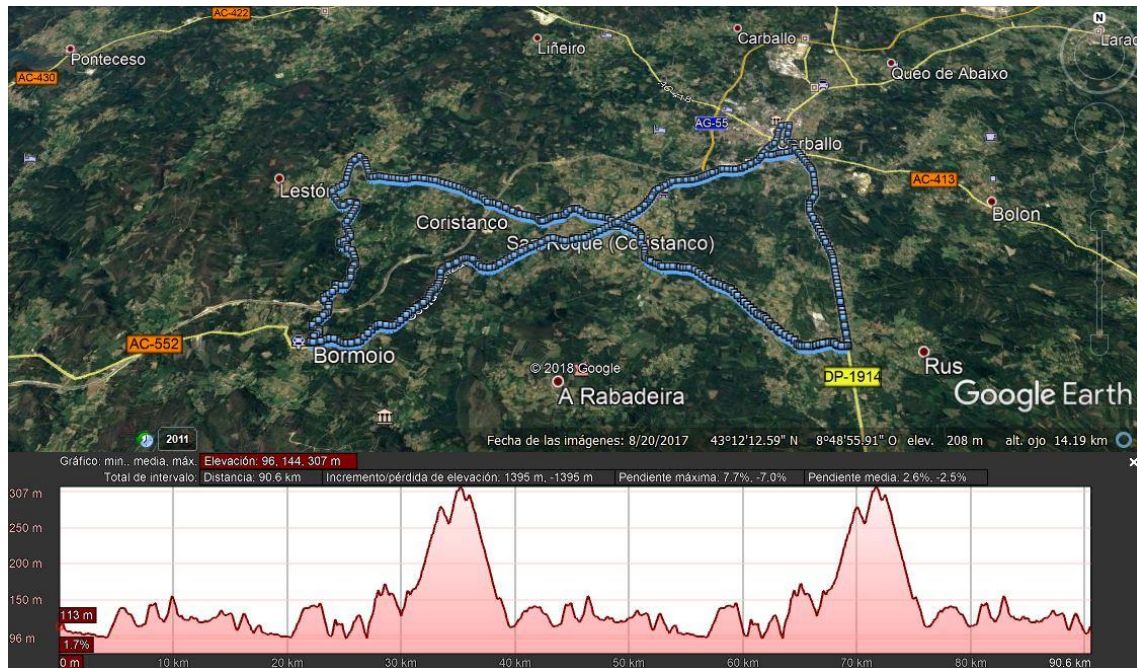 AC-422
Ponteceso
AC-430
Liñeiro
Carballo
Larac
Queo de Abaixo
AG-55
Carballo
AC-413
Bolon
Lestón
Coristanco
San Roque (Coristanco)
AC-552
Bormoio
© 2018 Google
A Rabadeira
DP-1914
Rus
Google Earth
N
2011
Fecha de las imágenes: 8/20/2017 43°12'12.59" N 8°48'55.91" O elev. 208 m alt. ojo 14.19 km
Gráfico: min., media, máx. Elevación: 96, 144, 307 m
Total de intervalo: Distancia: 90.6 km Incremento/pérdida de elevación: 1395 m, -1395 m Pendiente máxima: 7.7%, -7.0% Pendiente media: 2.6%, -2.5%
307 m
250 m
200 m
150 m
113 m
96 m
1.7%
0 m 10 km 20 km 30 km 40 km 50 km 60 km 70 km 80 km 90.6 km